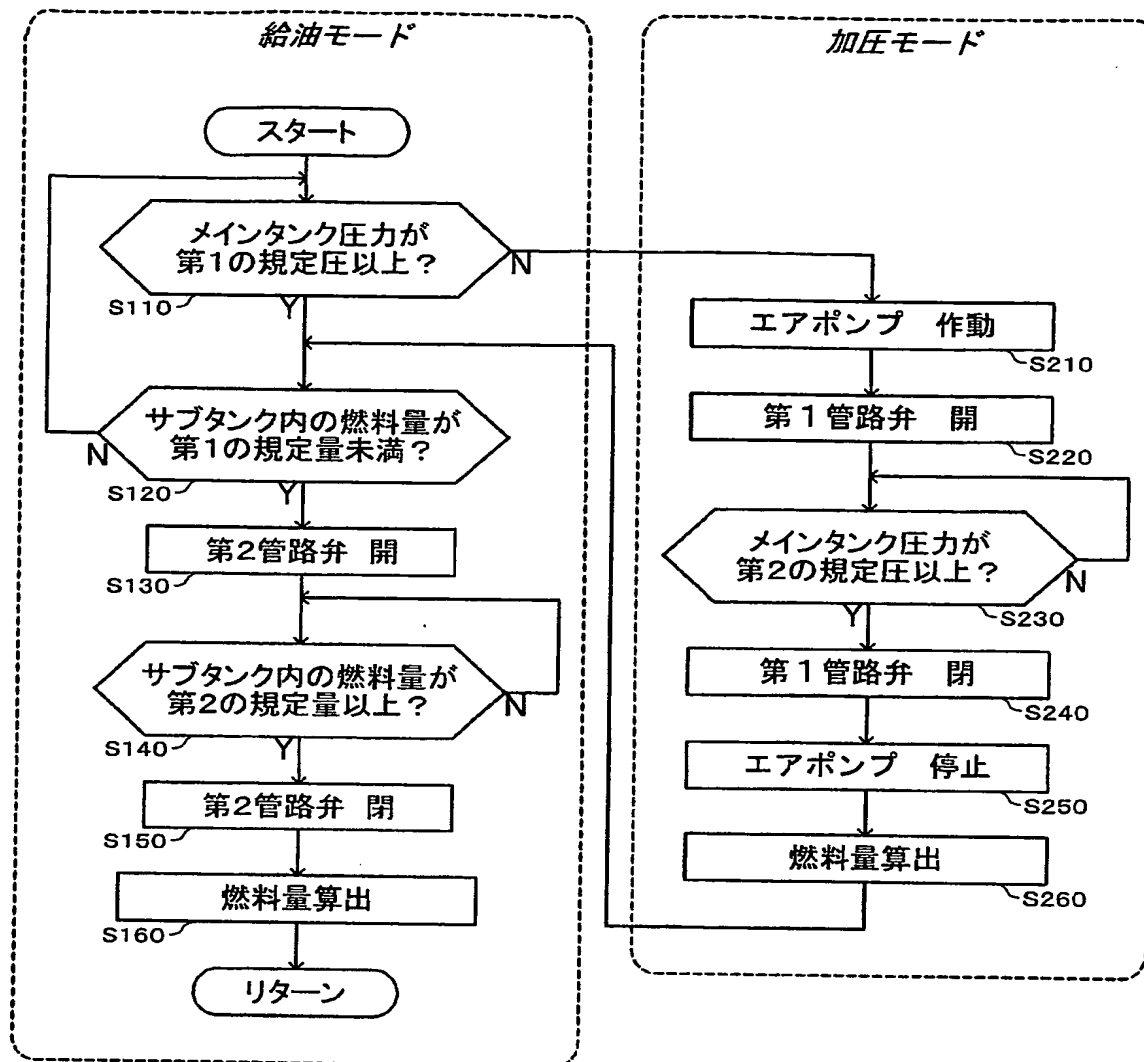 給油モード
スタート
メインタンク圧力が
第1の規定圧以上？
N
S110
Y
サブタンク内の燃料量が
第1の規定量未満？
N
S120
Y
第2管路弁 開
S130
サブタンク内の燃料量が
第2の規定量以上？
N
S140
Y
第2管路弁 閉
S150
燃料量算出
S160
リターン
加圧モード
エアポンプ 作動
S210
第1管路弁 開
S220
メインタンク圧力が
第2の規定圧以上？
N
Y
S230
第1管路弁 閉
S240
エアポンプ 停止
S250
燃料量算出
S260